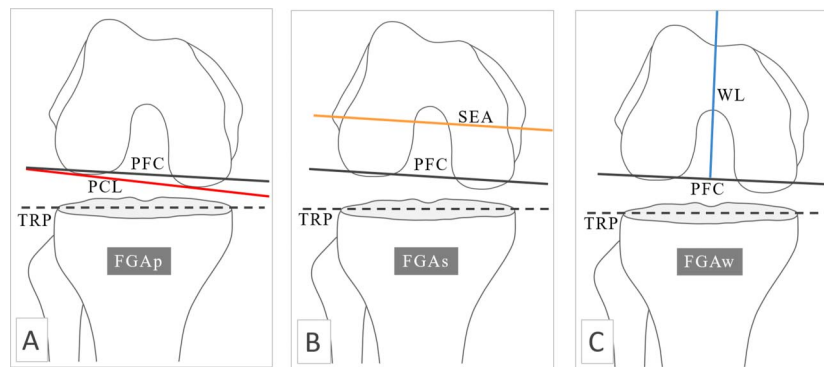 PFC
PCL
TRP
FGAp
A
SEA
PFC
TRP
FGAs
B
WL
PFC
TRP
FGAw
C